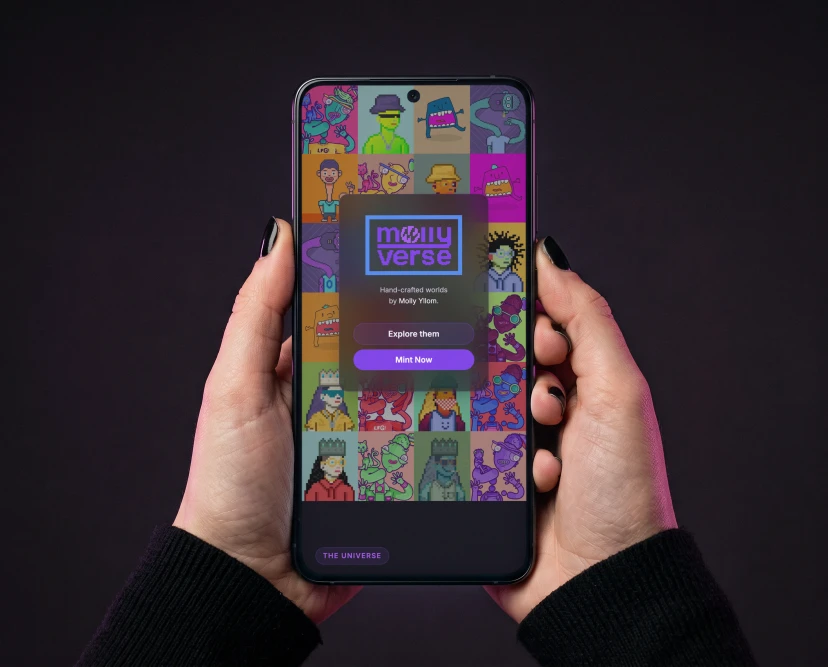 molly
verse
Hand-crafted worlds
by Molly Yllom.
Explore them
Mint Now
THE UNIVERSE